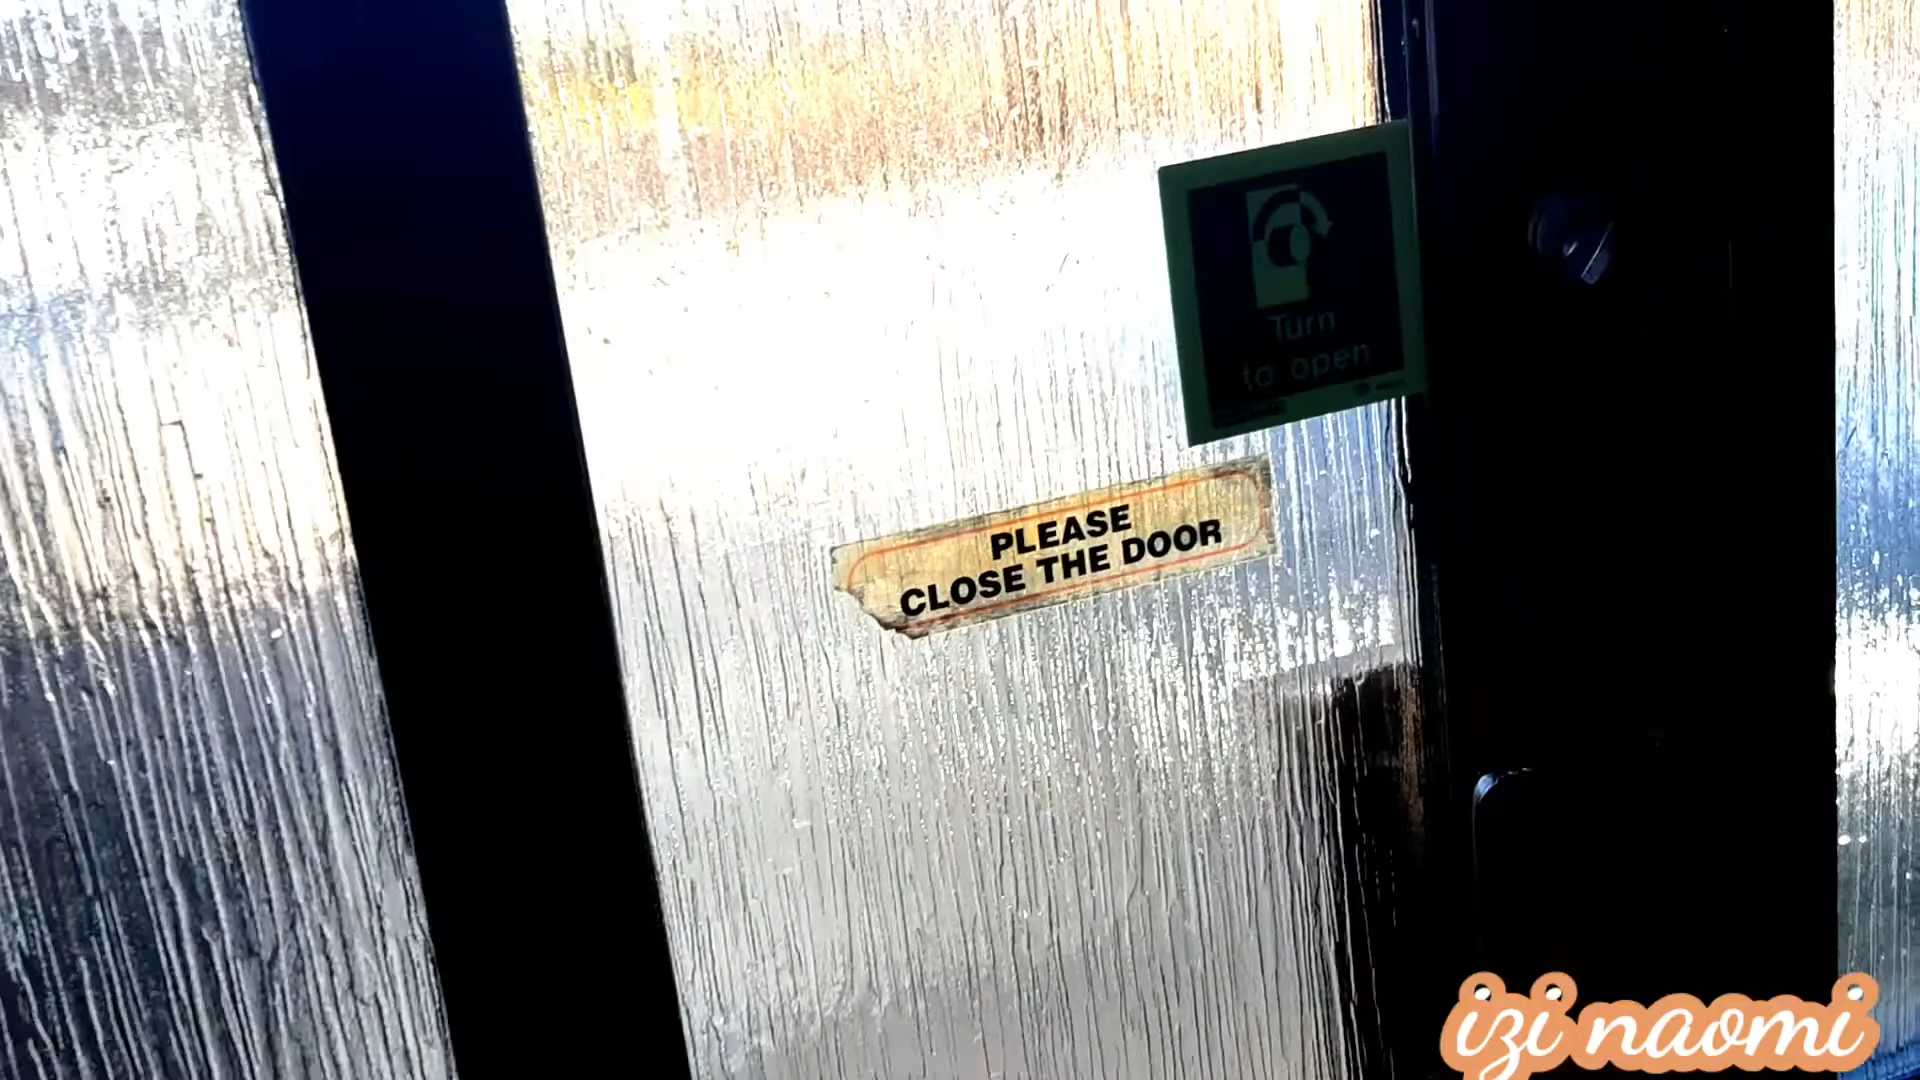 Turn
to open
PLEASE
CLOSE THE DOOR
izi naomi